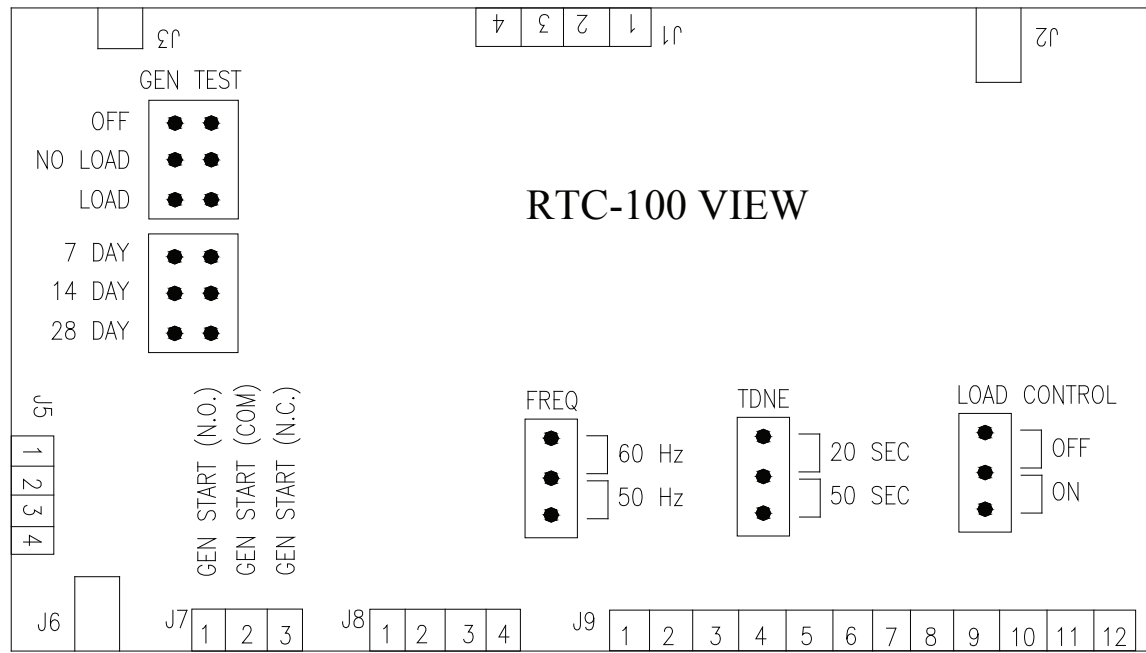 J3
4 3 2 1 J1
J2
GEN TEST
OFF
NO LOAD
LOAD
RTC-100 VIEW
7 DAY
14 DAY
28 DAY
J5
1
2
3
4
GEN START (N.O.)
GEN START (COM)
GEN START (N.C.)
FREQ
60 Hz
50 Hz
TDNE
20 SEC
50 SEC
LOAD CONTROL
OFF
ON
J6
J7 1 2 3
J8 1 2 3 4
J9 1 2 3 4 5 6 7 8 9 10 11 12